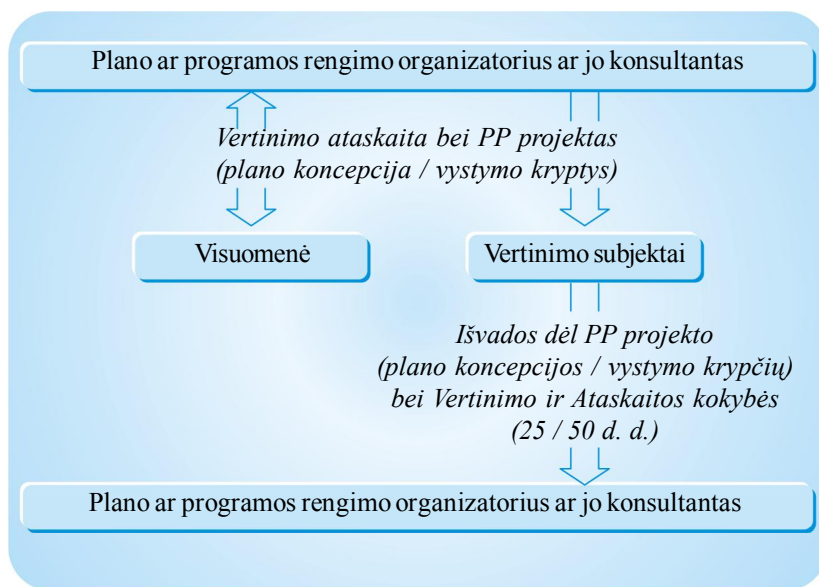 Plano ar programos rengimo organizatorius ar jo konsultantas
Vertinimo ataskaita bei PP projektas
(plano koncepcija / vystymo kryptys)
Visuomenė
Vertinimo subjektai
Išvados dėl PP projekto
(plano koncepcijos / vystymo krypčių)
bei Vertinimo ir Ataskaitos kokybės
(25 / 50 d. d.)
Plano ar programos rengimo organizatorius ar jo konsultantas